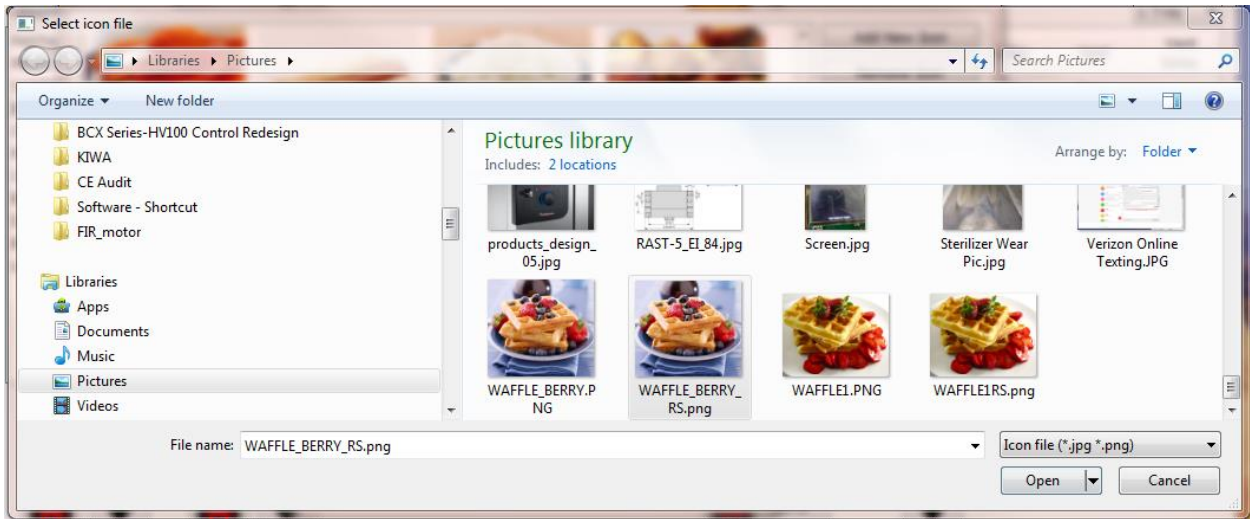 Select icon file
Libraries ▸ Pictures ▸
Search Pictures
Organize
New folder
BCX Series-HV100 Control Redesign
KIWA
CE Audit
Software - Shortcut
FIR_motor
Libraries
Apps
Documents
Music
Pictures
Videos
Pictures library
Includes: 2 locations
Arrange by: Folder
products_design_
05.jpg
RAST-5_EI_84.jpg
Screen.jpg
Sterilizer Wear
Pic.jpg
Verizon Online
Texting.JPG
WAFFLE_BERRY.P
NG
WAFFLE_BERRY_
RS.png
WAFFLE1.PNG
WAFFLE1RS.png
File name: WAFFLE_BERRY_RS.png
Icon file (*.jpg *.png)
Open
Cancel